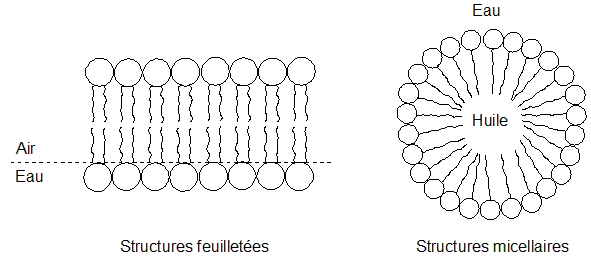 Eau
Huile
Air
Eau
Structures feuilletées
Structures micellaires